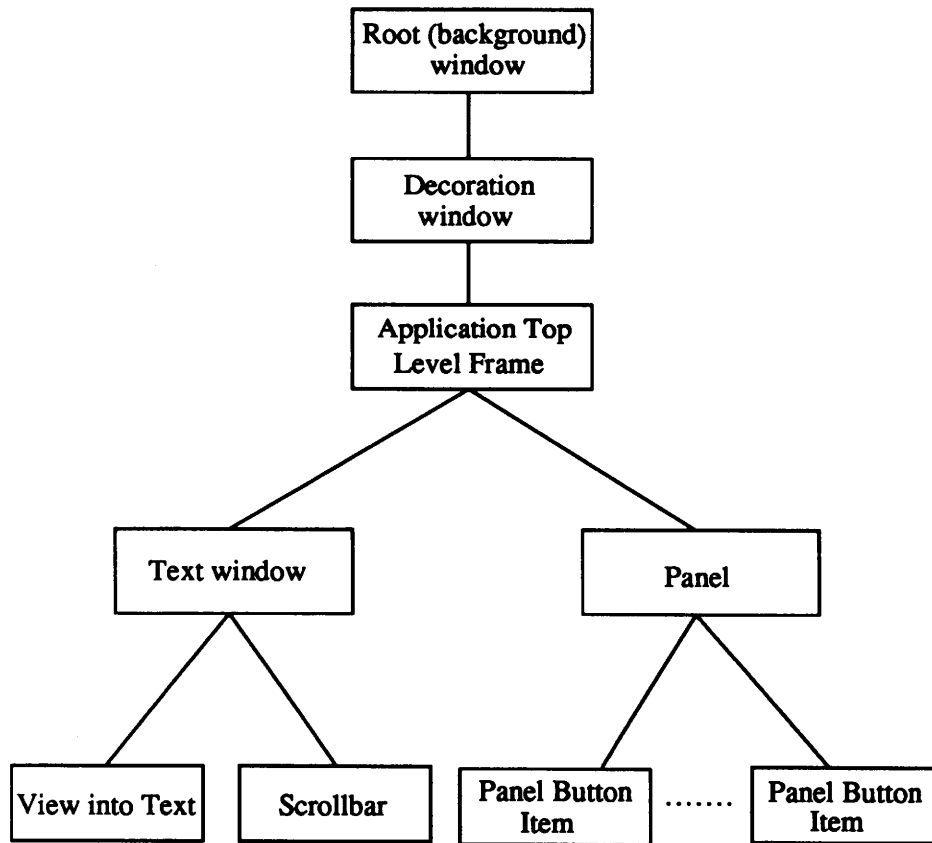 Root (background)
window
Decoration
window
Application Top
Level Frame
Text window
Panel
View into Text
Scrollbar
Panel Button
Item
.......
Panel Button
Item